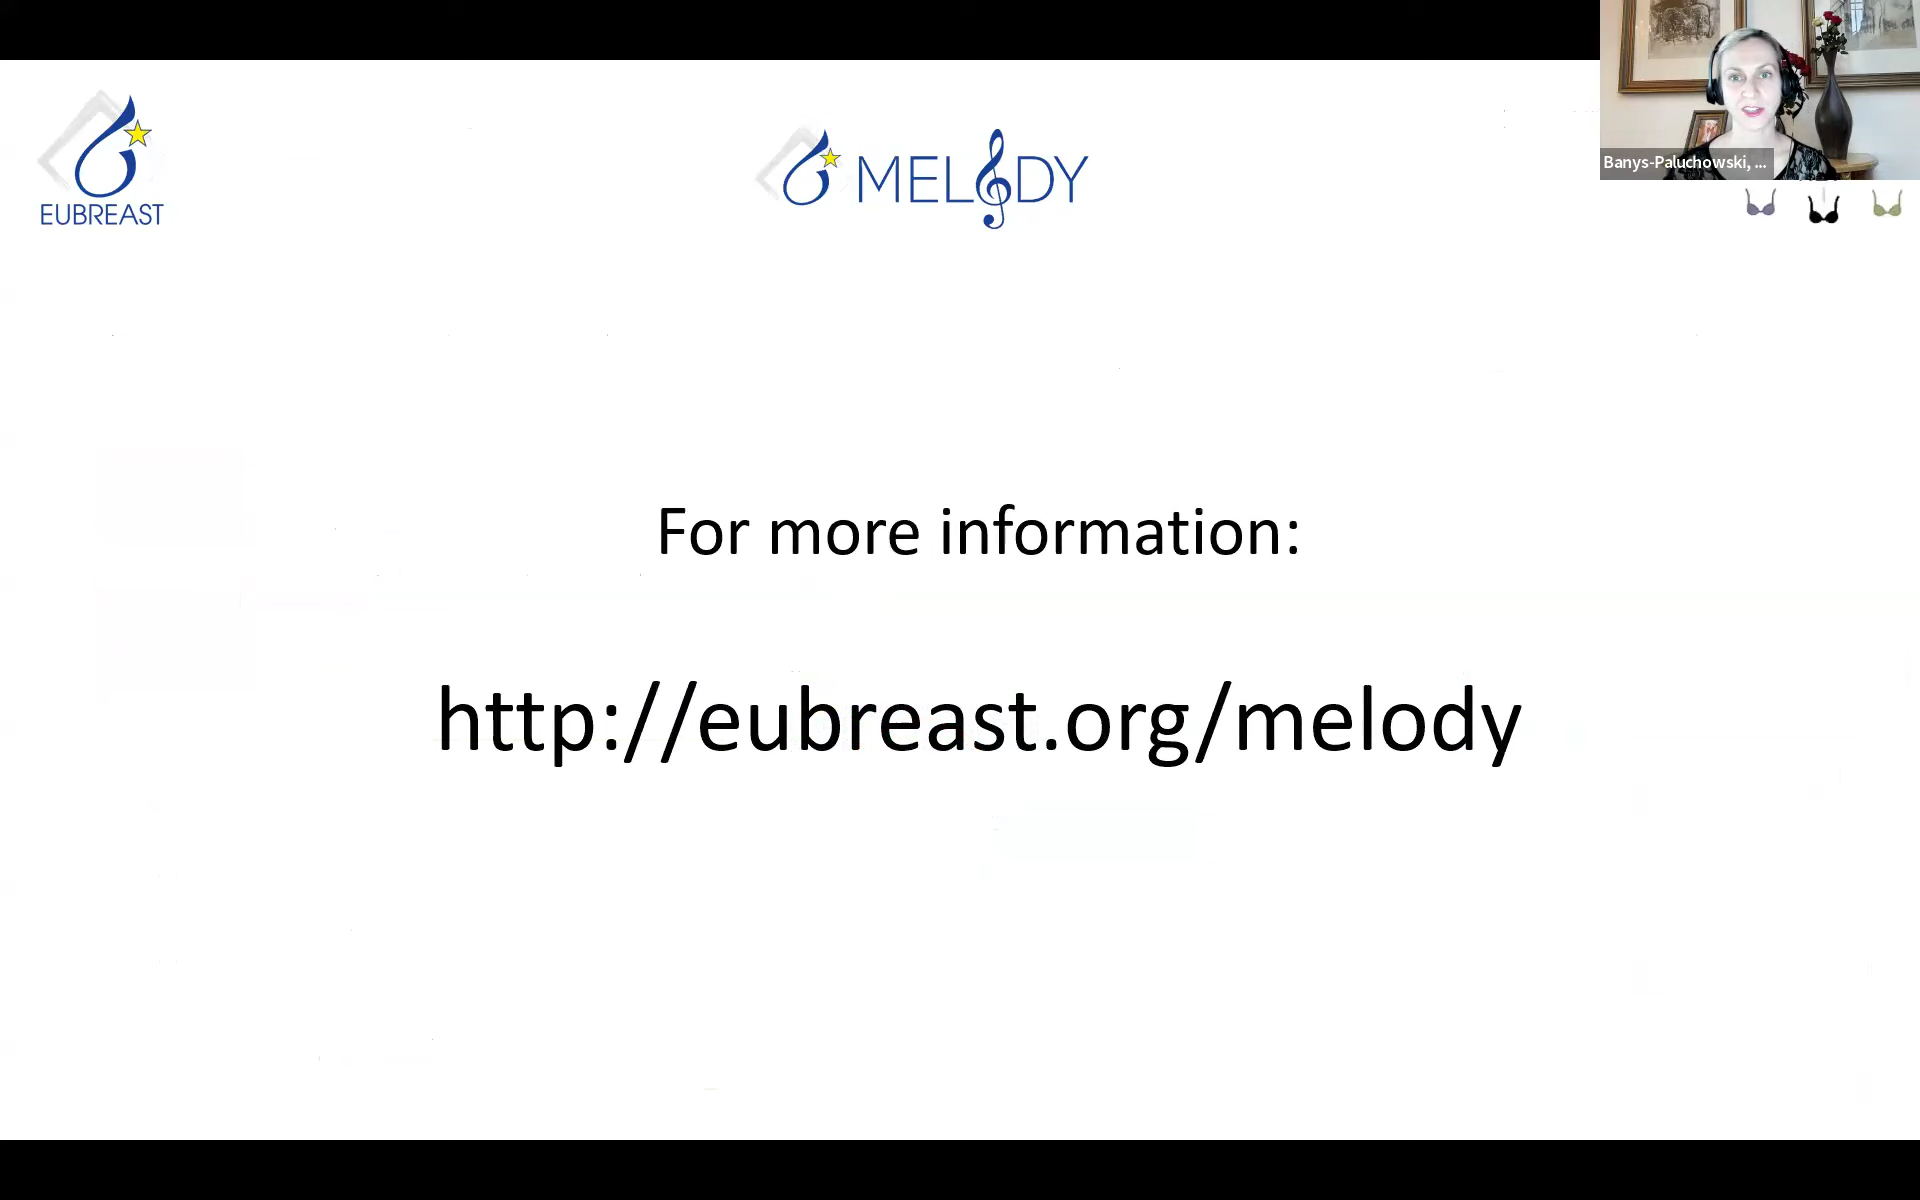 EUBREAST
MELODY
Banys-Paluchowski, ...
For more information:
http://eubreast.org/melody